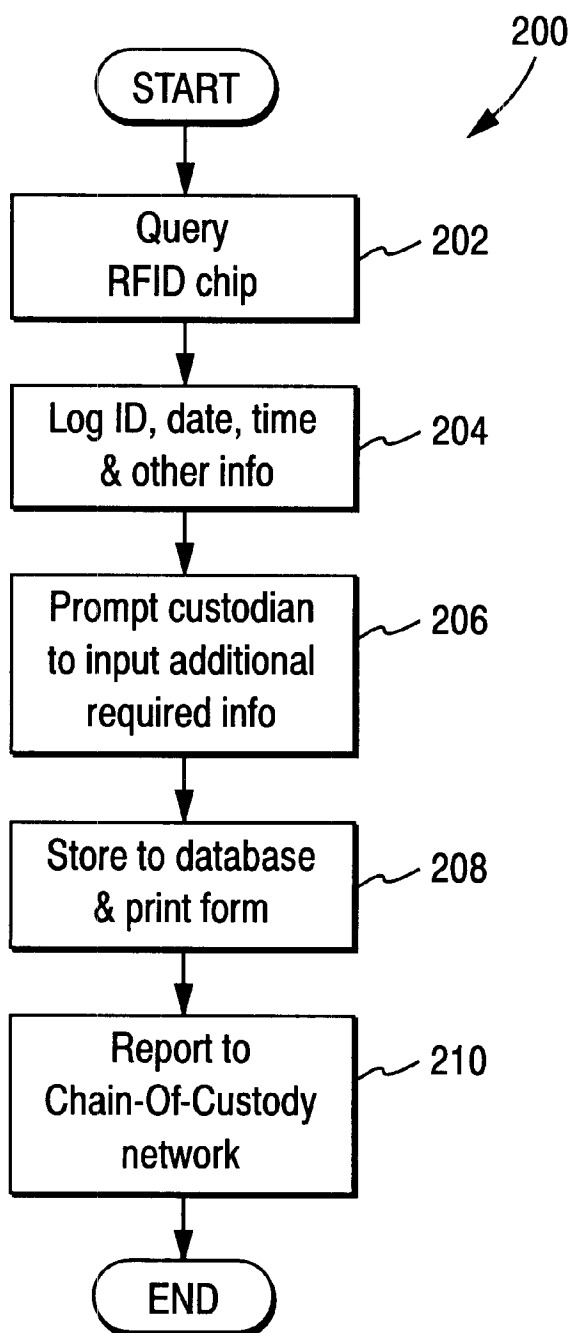 200
START
Query
RFID chip
202
Log ID, date, time
& other info
204
Prompt custodian
to input additional
required info
206
Store to database
& print form
208
Report to
Chain-Of-Custody
network
210
END